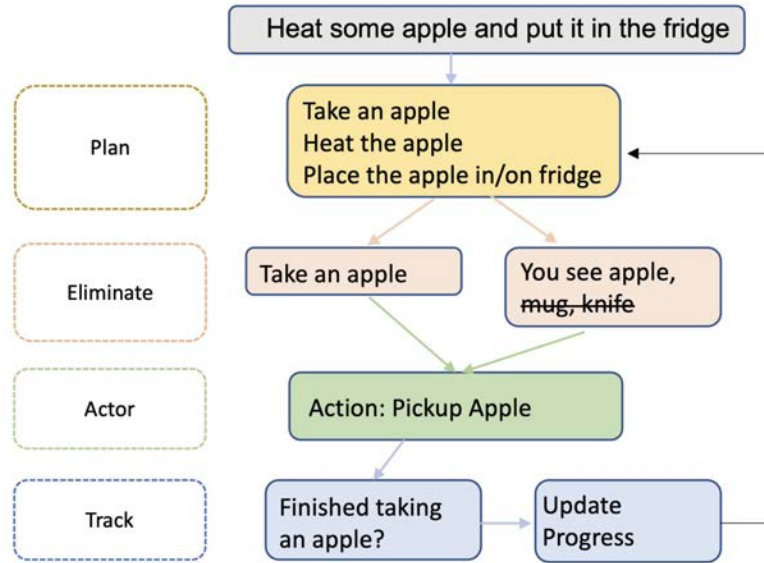 Heat some apple and put it in the fridge
Plan
Take an apple
Heat the apple
Place the apple in/on fridge
Eliminate
Take an apple
You see apple,
mug, knife
Actor
Action: Pickup Apple
Track
Finished taking
an apple?
Update
Progress